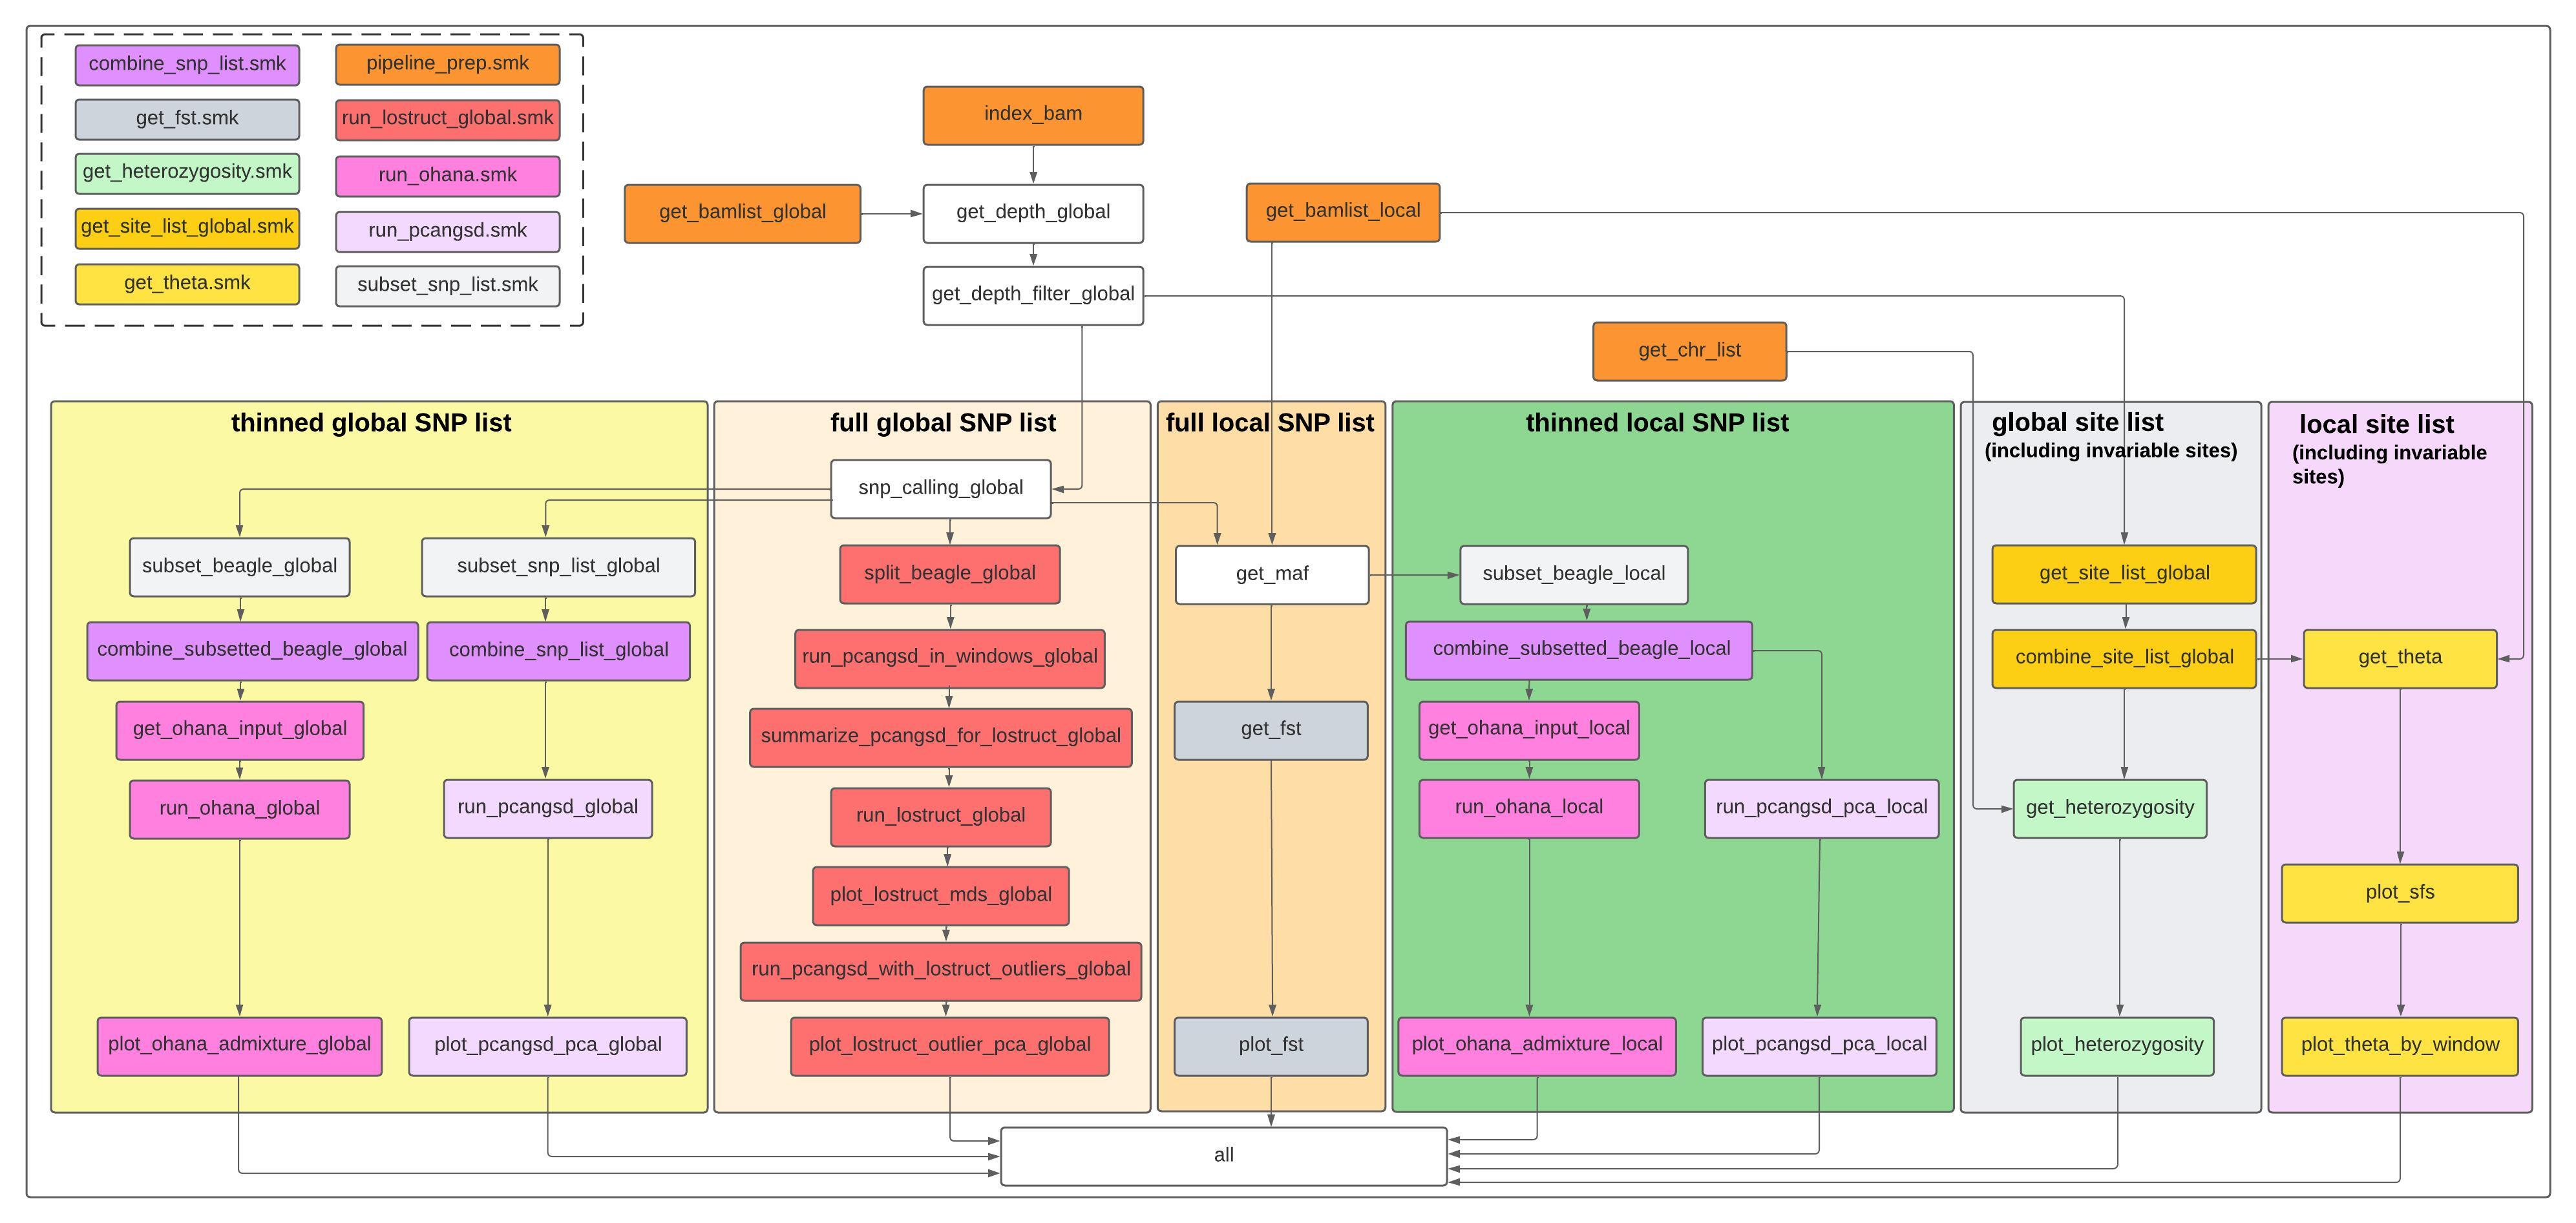 combine_snp_list.smk
pipeline_prep.smk
get_fst.smk
run_lostruct_global.smk
get_heterozygosity.smk
run_ohana.smk
get_site_list_global.smk
run_pcangsd.smk
get_theta.smk
subset_snp_list.smk
index_bam
get_bamlist_global
get_depth_global
get_bamlist_local
get_depth_filter_global
get_chr_list
thinned global SNP list
subset_beagle_global
subset_snp_list_global
combine_subsetted_beagle_global
combine_snp_list_global
get_ohana_input_global
run_ohana_global
run_pcangsd_global
plot_ohana_admixture_global
plot_pcangsd_pca_global
full global SNP list
snp_calling_global
split_beagle_global
run_pcangsd_in_windows_global
summarize_pcangsd_for_lostruct_global
run_lostruct_global
plot_lostruct_mds_global
run_pcangsd_with_lostruct_outliers_global
plot_lostruct_outlier_pca_global
full local SNP list
get_maf
get_fst
plot_fst
thinned local SNP list
subset_beagle_local
combine_subsetted_beagle_local
get_ohana_input_local
run_ohana_local
run_pcangsd_pca_local
plot_ohana_admixture_local
plot_pcangsd_pca_local
global site list
(including invariable sites)
get_site_list_global
combine_site_list_global
get_heterozygosity
plot_heterozygosity
local site list
(including invariable
sites)
get_theta
plot_sfs
plot_theta_by_window
all